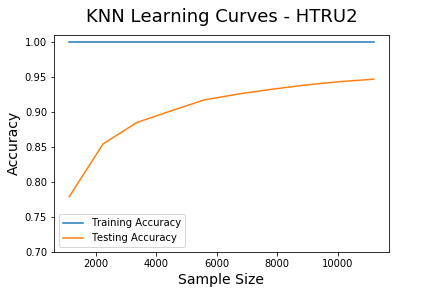 KNN Learning Curves - HTRU2
1.00
0.95
0.90
0.85
0.80
0.75
0.70
Accuracy
Training Accuracy
Testing Accuracy
2000 4000 6000 8000 10000
Sample Size